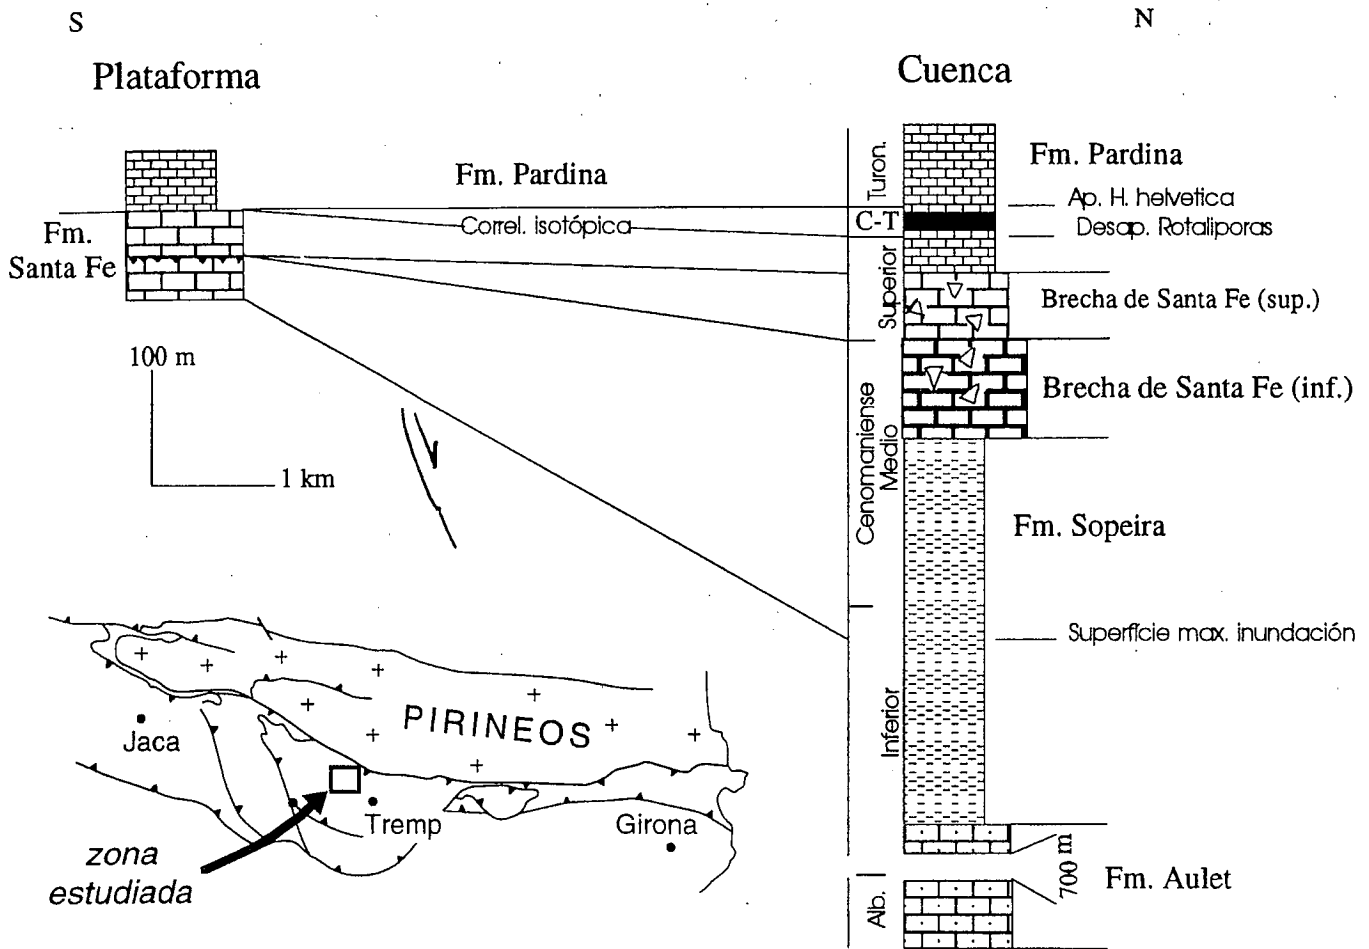 S
N
Plataforma
Cuenca
Fm. Pardina
Fm.
Santa Fe
Correl. isotópica
Turon.
C-T
Superior
Cenomaniense
Medio
Inferior
Alb.
Fm. Pardina
Ap. H. helvetica
Desap. Rotaliporas
Brecha de Santa Fe (sup.)
Brecha de Santa Fe (inf.)
Fm. Sopeira
Superfície max. inundación
700 m
Fm. Aulet
100 m
1 km
PIRINEOS
Jaca
Tremp
Girona
zona
estudiada